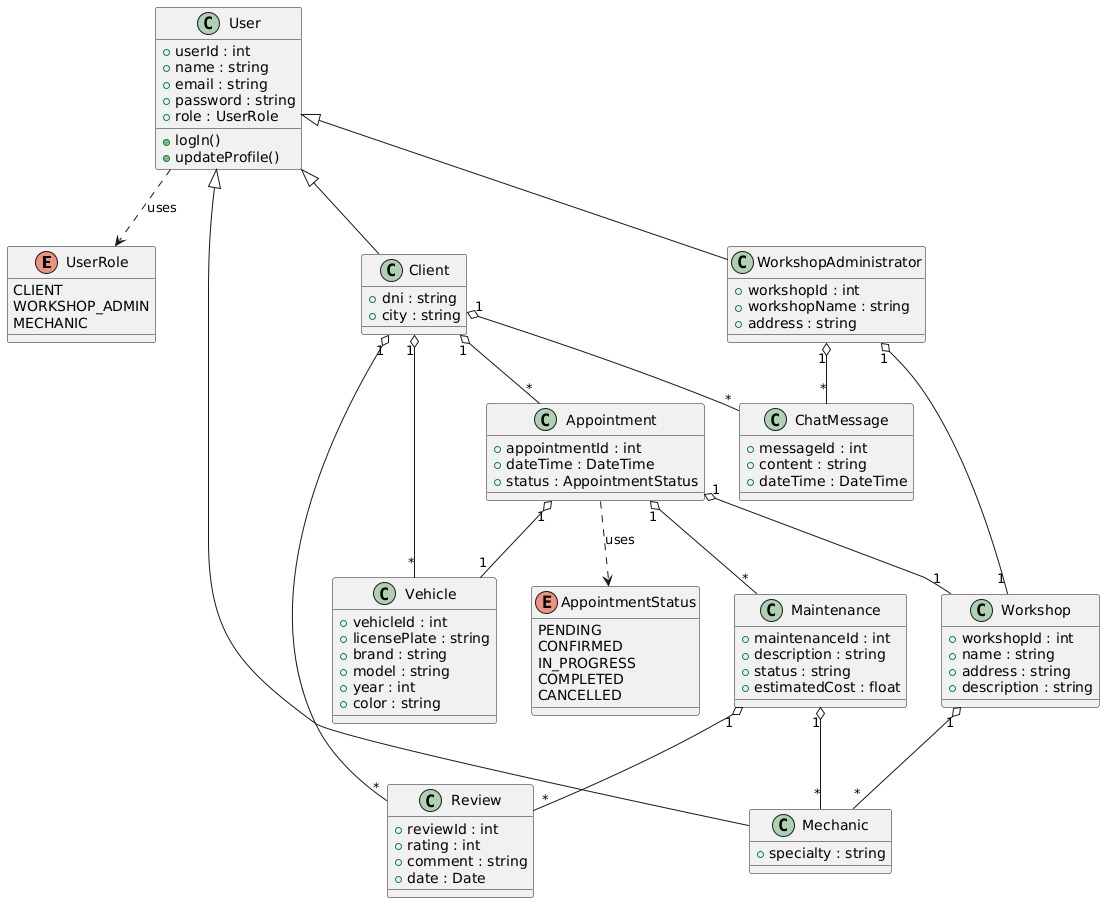 C User
userId : int
name : string
email : string
password : string
role : UserRole
logIn()
updateProfile()
uses
E UserRole
CLIENT
WORKSHOP_ADMIN
MECHANIC
C Client
dni : string
city : string
1
1
1
1
C WorkshopAdministrator
workshopId : int
workshopName : string
address : string
1
1
*
*
*
C Appointment
appointmentId : int
dateTime : DateTime
status : AppointmentStatus
1
1
1
uses
C ChatMessage
messageId : int
content : string
dateTime : DateTime
*
1
*
1
1
C Vehicle
vehicleId : int
licensePlate : string
brand : string
model : string
year : int
color : string
E AppointmentStatus
PENDING
CONFIRMED
IN_PROGRESS
COMPLETED
CANCELLED
C Maintenance
maintenanceId : int
description : string
status : string
estimatedCost : float
1
1
C Workshop
workshopId : int
name : string
address : string
description : string
1
*
*
*
*
C Review
reviewId : int
rating : int
comment : string
date : Date
C Mechanic
specialty : string